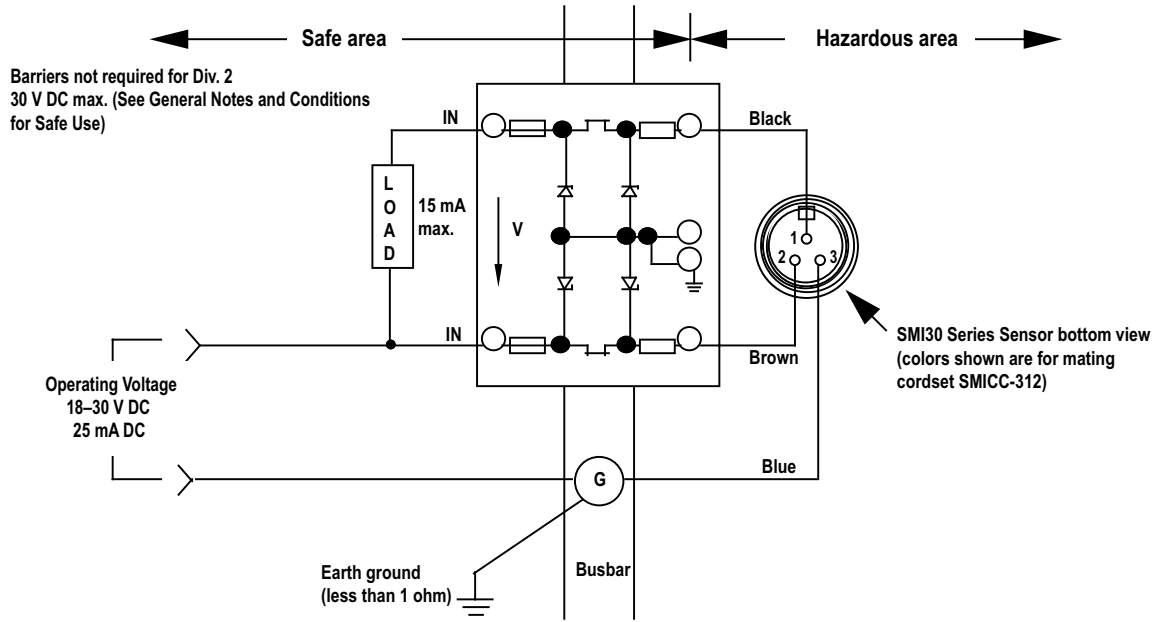 Safe area
Hazardous area
Barriers not required for Div. 2
30 V DC max. (See General Notes and Conditions
for Safe Use)
IN
Black
L
O
A
D
15 mA
max.
V
1
2
3
IN
Brown
SMI30 Series Sensor bottom view
(colors shown are for mating
cordset SMICC-312)
Operating Voltage
18–30 V DC
25 mA DC
Blue
G
Earth ground
(less than 1 ohm)
Busbar